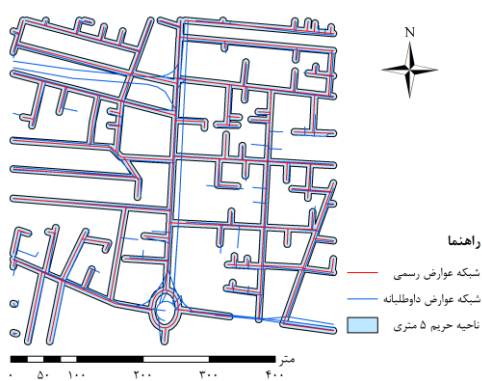 N
راهنما
شبکه عوارض رسمی
شبکه عوارض داوطلبانه
ناحیه حریم ۵ متری
متر
۰ ۵۰ ۱۰۰ ۲۰۰ ۳۰۰ ۴۰۰